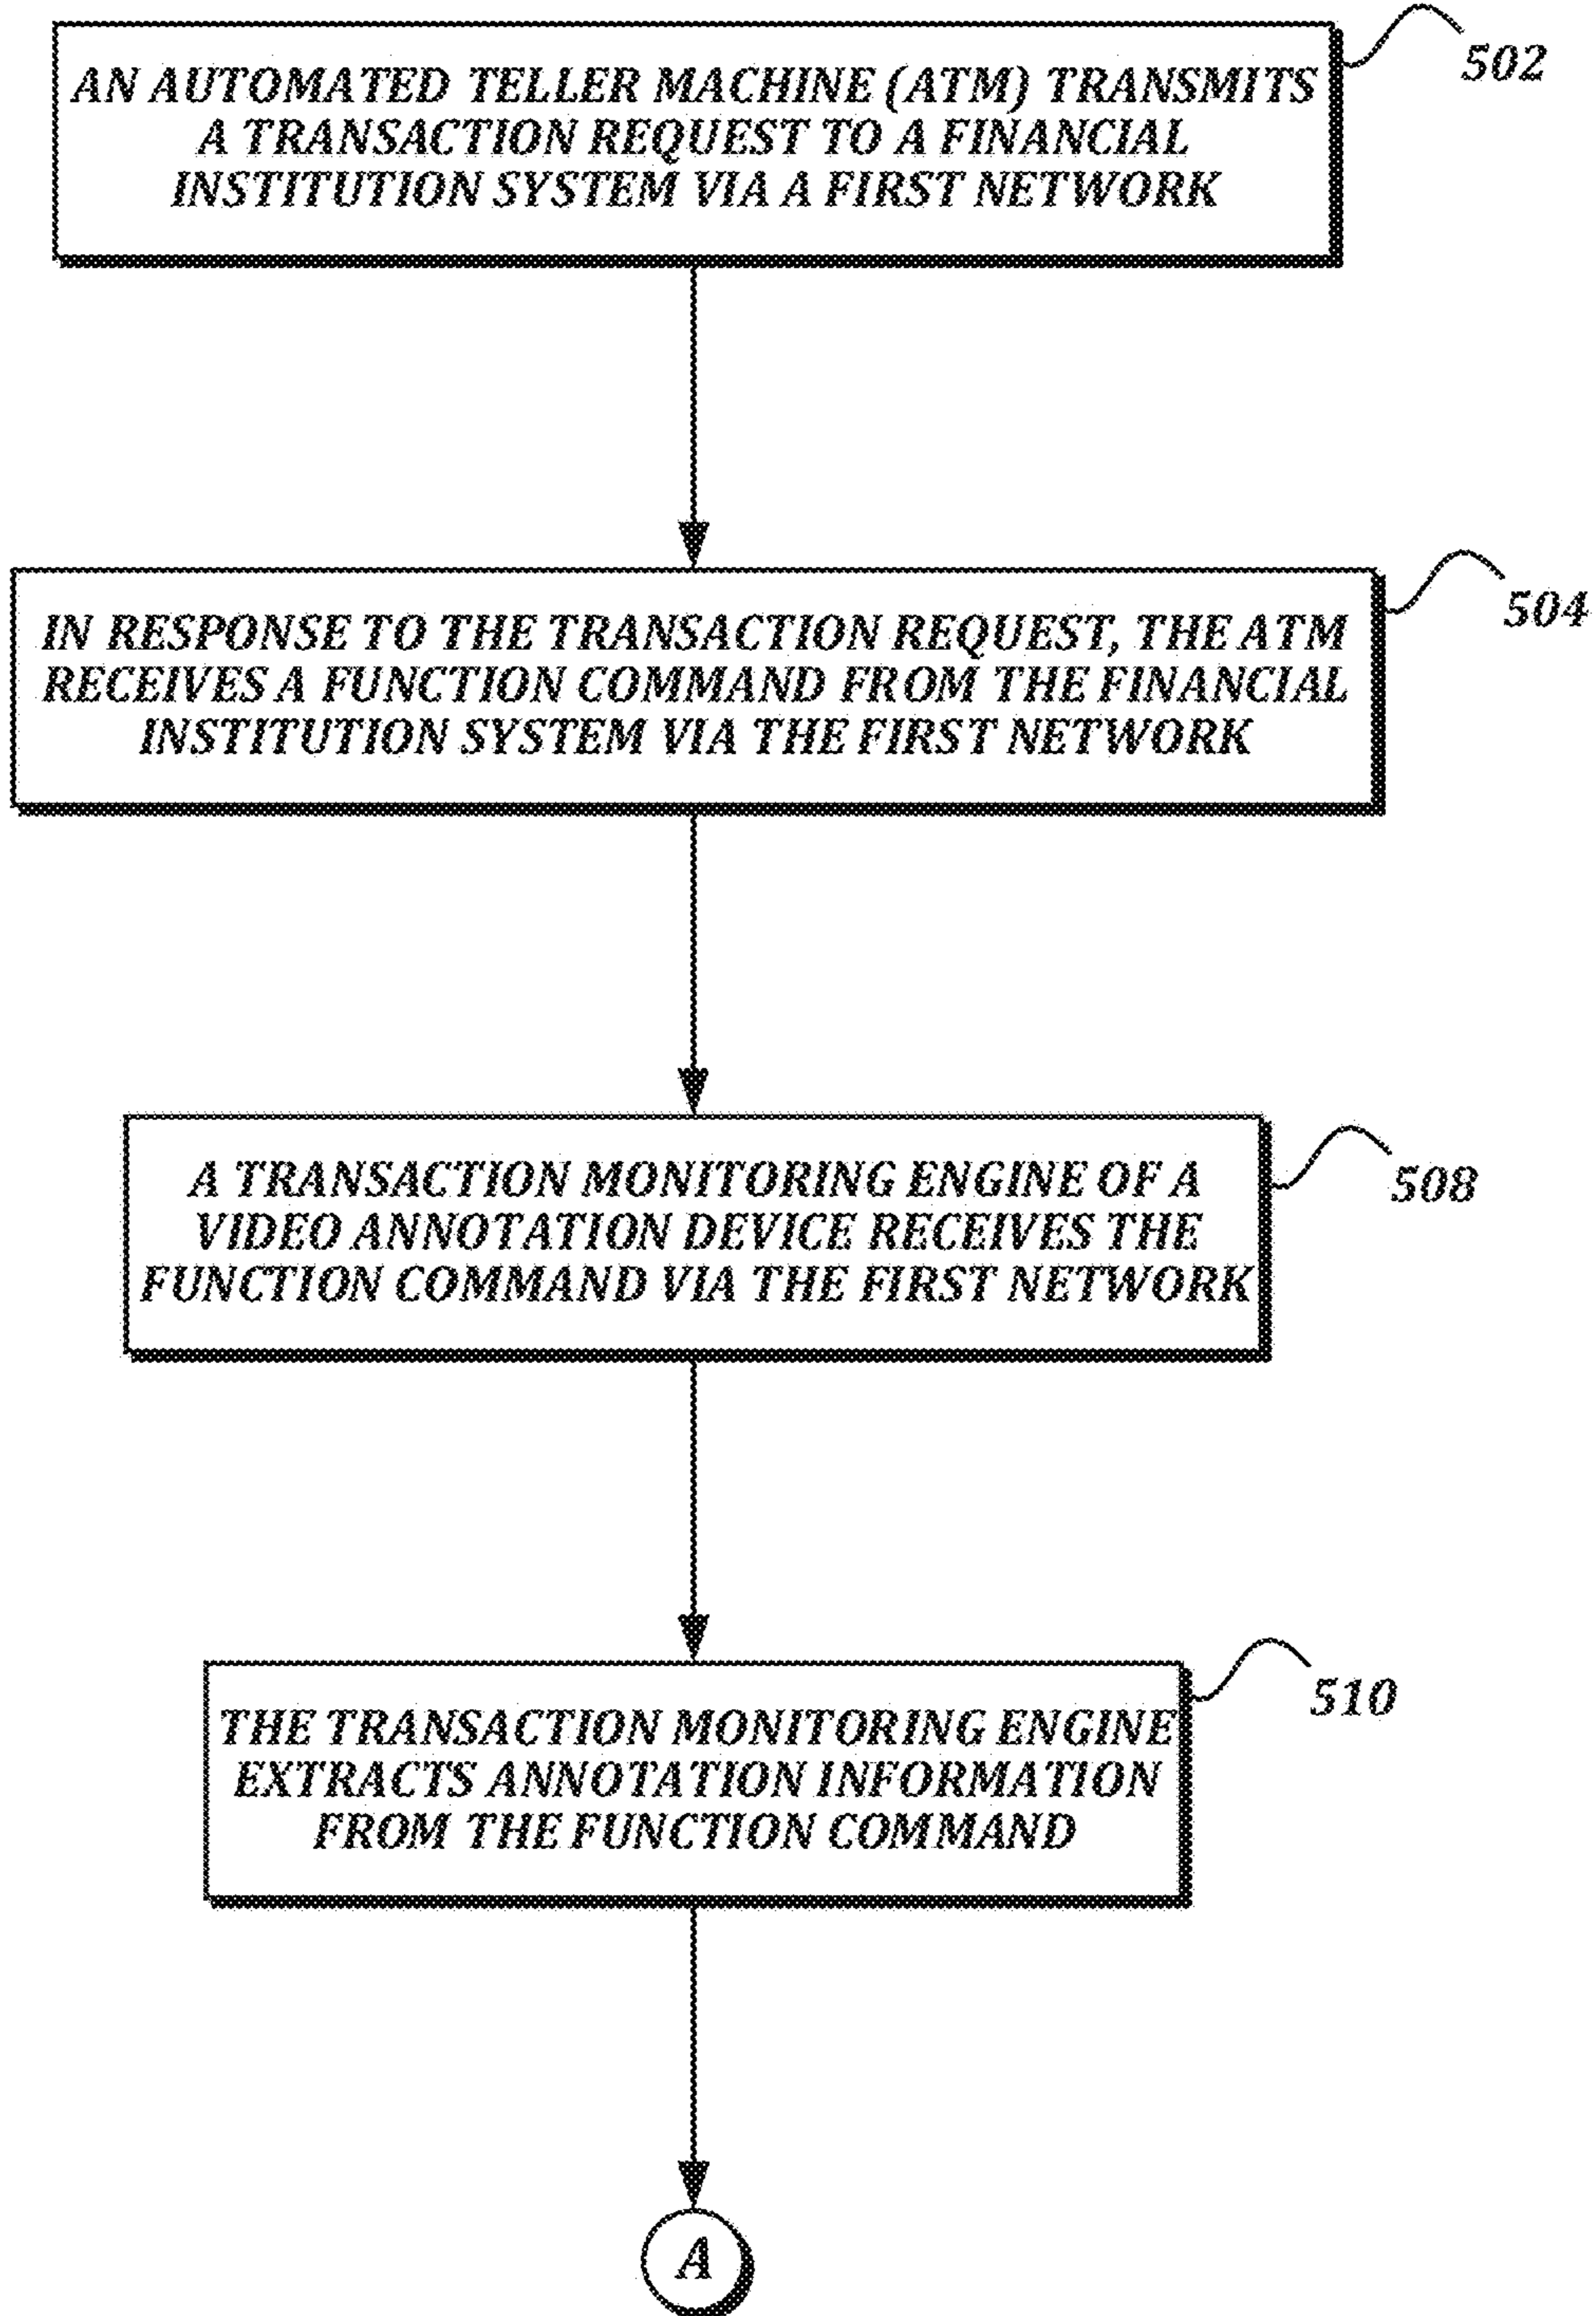 AN AUTOMATED TELLER MACHINE (ATM) TRANSMITS
A TRANSACTION REQUEST TO A FINANCIAL
INSTITUTION SYSTEM VIA A FIRST NETWORK
502
IN RESPONSE TO THE TRANSACTION REQUEST, THE ATM
RECEIVES A FUNCTION COMMAND FROM THE FINANCIAL
INSTITUTION SYSTEM VIA THE FIRST NETWORK
504
A TRANSACTION MONITORING ENGINE OF A
VIDEO ANNOTATION DEVICE RECEIVES THE
FUNCTION COMMAND VIA THE FIRST NETWORK
508
THE TRANSACTION MONITORING ENGINE
EXTRACTS ANNOTATION INFORMATION
FROM THE FUNCTION COMMAND
510
A